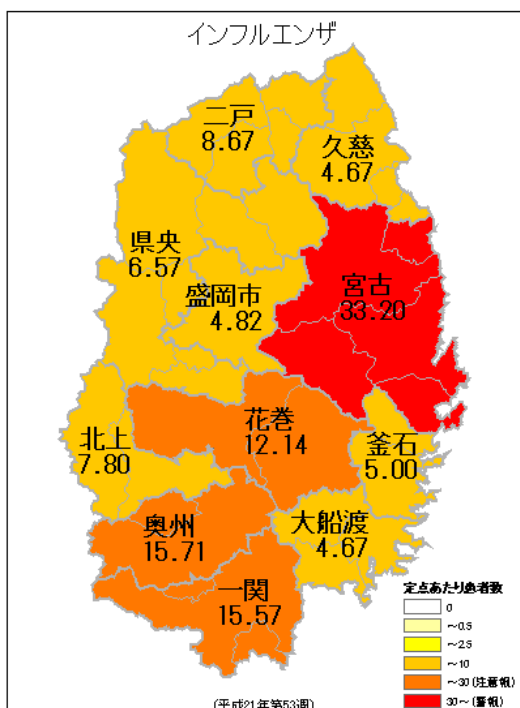 インフルエンザ
二戸
8.67
久慈
4.67
県央
6.57
盛岡市
4.82
宮古
33.20
花巻
12.14
北上
7.80
釜石
5.00
奥州
15.71
大船渡
4.67
一関
15.57
定点あたり患者数
0
～0.5
～2.5
～10
～30(注意報)
30～(警報)
(平成21年第53週)